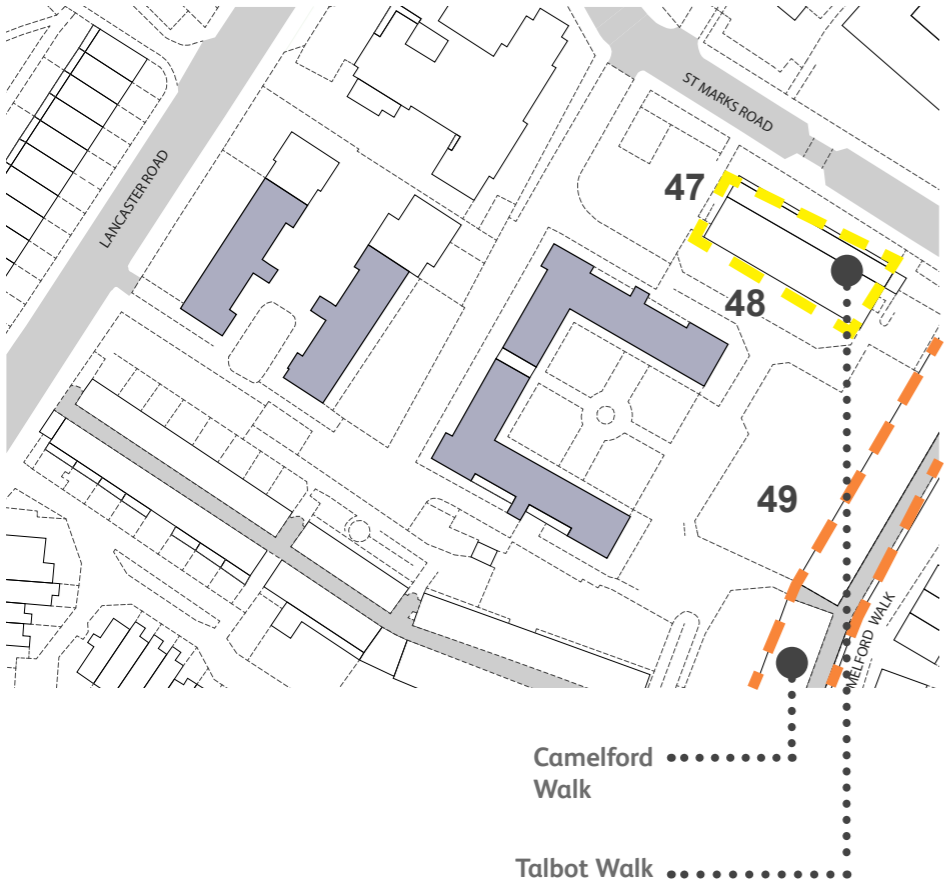 ST MARKS ROAD
LANCASTER ROAD
47
48
49
MELFORD WALK
Camelford
Walk
Talbot Walk